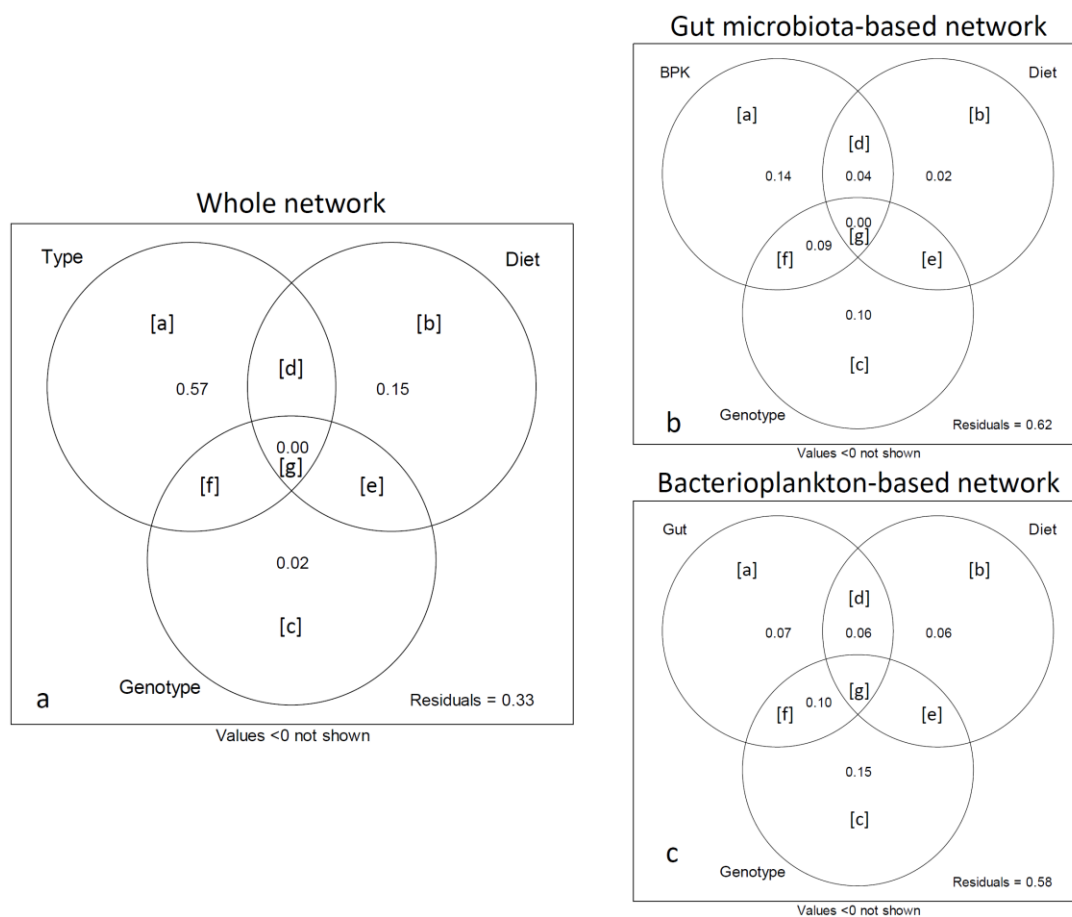 Whole network
Type
Diet
[a]
[b]
[d]
0.57
0.15
0.00
[g]
[f]
[e]
0.02
[c]
Genotype
a
Residuals = 0.33
Values <0 not shown
Gut microbiota-based network
BPK
Diet
[a]
[b]
[d]
0.14
0.04
0.02
0.00
[g]
0.09
[f]
[e]
0.10
[c]
Genotype
b
Residuals = 0.62
Values <0 not shown
Bacterioplankton-based network
Gut
Diet
[a]
[b]
[d]
0.07
0.06
0.06
[g]
0.10
[f]
[e]
0.15
[c]
Genotype
c
Residuals = 0.58
Values <0 not shown